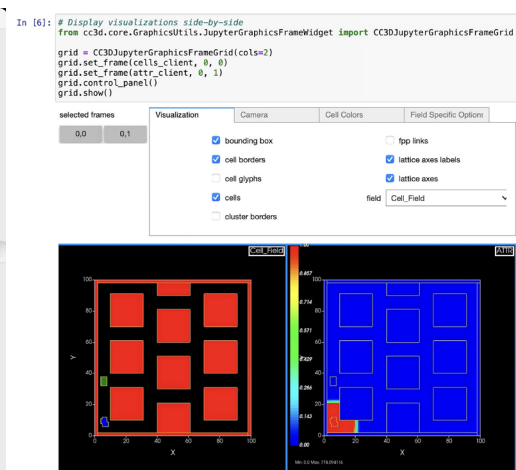 In [6]: # Display visualizations side-by-side
from cc3d.core.GraphicsUtils.JupyterGraphicsFrameWidget import CC3DJupyterGraphicsFrameGrid
grid = CC3DJupyterGraphicsFrameGrid(cols=2)
grid.set_frame(cells_client, 0, 0)
grid.set_frame(attr_client, 0, 1)
grid.control_panel()
grid.show()
selected frames
0,0 0,1
Visualization Camera Cell Colors Field Specific Options
bounding box fpp links
cell borders lattice axes labels
cell glyphs lattice axes
cells field Cell_Field
cluster borders
Cell_Field ATTR
0.857
0.714
0.571
0.429
0.286
0.143
0.00
100
80
60
40
20
0
Y
0 20 40 60 80 100
X
100
80
60
40
20
0
0 20 40 60 80 100
X